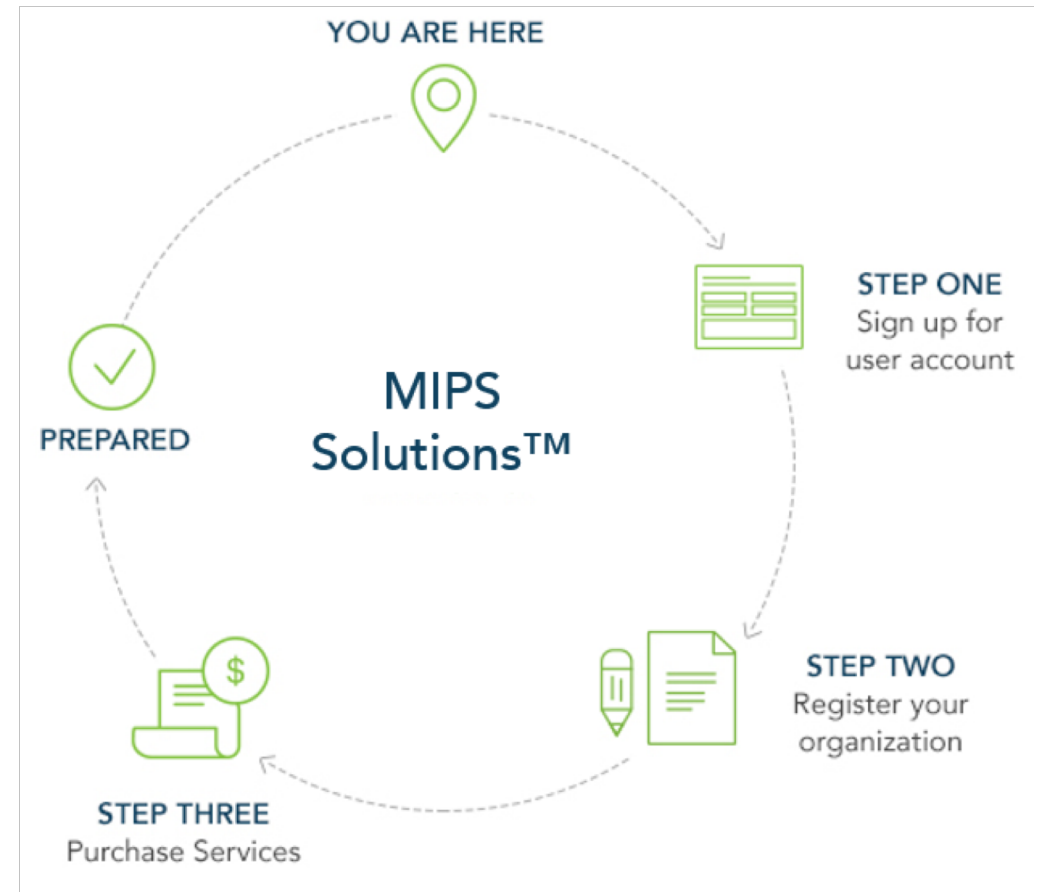 YOU ARE HERE
STEP ONE
Sign up for
user account
MIPS
Solutions™
PREPARED
$
STEP TWO
Register your
organization
STEP THREE
Purchase Services